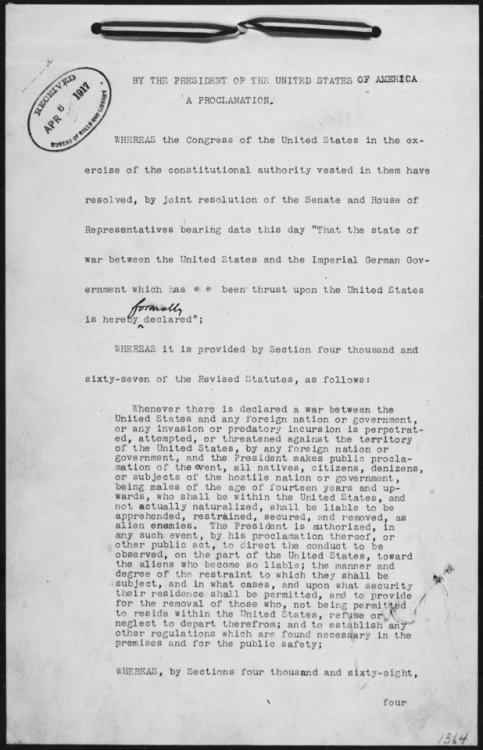 RECEIVED
APR 6 1917
BUREAU OF ROLLS AND LIBRARY
BY THE PRESIDENT OF THE UNITED STATES OF AMERICA
A PROCLAMATION.
WHEREAS the Congress of the United States in the ex-
ercise of the constitutional authority vested in them have
resolved, by joint resolution of the Senate and House of
Representatives bearing date this day "That the state of
war between the United States and the Imperial German Gov-
ernment which has * * been thrust upon the United States
formally
is hereby declared";
WHEREAS it is provided by Section four thousand and
sixty-seven of the Revised Statutes, as follows:
Whenever there is declared a war between the
United States and any foreign nation or government,
or any invasion or predatory incursion is perpetrat-
ed, attempted, or threatened against the territory
of the United States, by any foreign nation or
government, and the President makes public procla-
mation of the event, all natives, citizens, denizens,
or subjects of the hostile nation or government,
being males of the age of fourteen years and up-
wards, who shall be within the United States, and
not actually naturalized, shall be liable to be
apprehended, restrained, secured, and removed, as
alien enemies. The President is authorized, in
any such event, by his proclamation thereof, or
other public act, to direct the conduct to be
observed, on the part of the United States, toward
the aliens who become so liable; the manner and
degree of the restraint to which they shall be
subject, and in what cases, and upon what security
their residence shall be permitted, and to provide
for the removal of those who, not being permitted
to reside within the United States, refuse or
neglect to depart therefrom; and to establish any
other regulations which are found necessary in the
premises and for the public safety;
WHEREAS, by Sections four thousand and sixty-eight,
four
1364